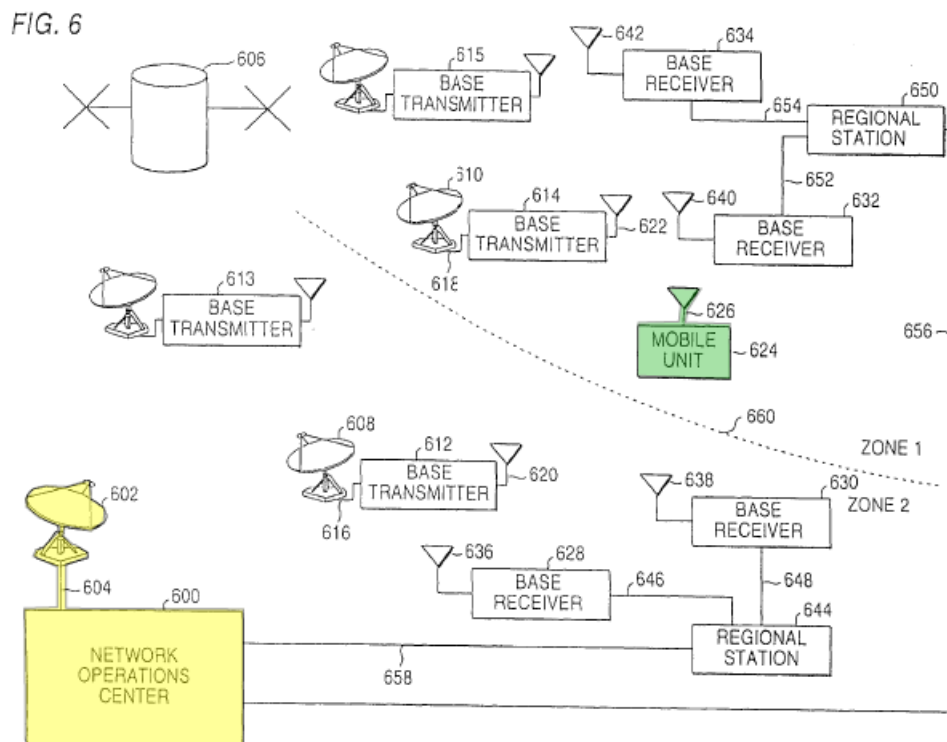 FIG. 6
606
615
BASE
TRANSMITTER
642
634
BASE
RECEIVER
654
650
REGIONAL
STATION
652
610
614
BASE
TRANSMITTER
618
622
640
632
BASE
RECEIVER
613
BASE
TRANSMITTER
626
MOBILE
UNIT
624
656
660
ZONE 1
ZONE 2
608
612
BASE
TRANSMITTER
616
620
638
630
BASE
RECEIVER
602
604
600
NETWORK
OPERATIONS
CENTER
636
628
BASE
RECEIVER
646
648
644
REGIONAL
STATION
658